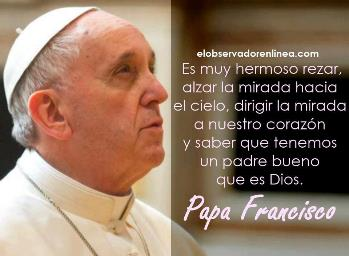 elobservadorenlinea.com
Es muy hermoso rezar,
alzar la mirada hacia
el cielo, dirigir la mirada
a nuestro corazón
y saber que tenemos
un padre bueno
que es Dios.
Papa Francisco